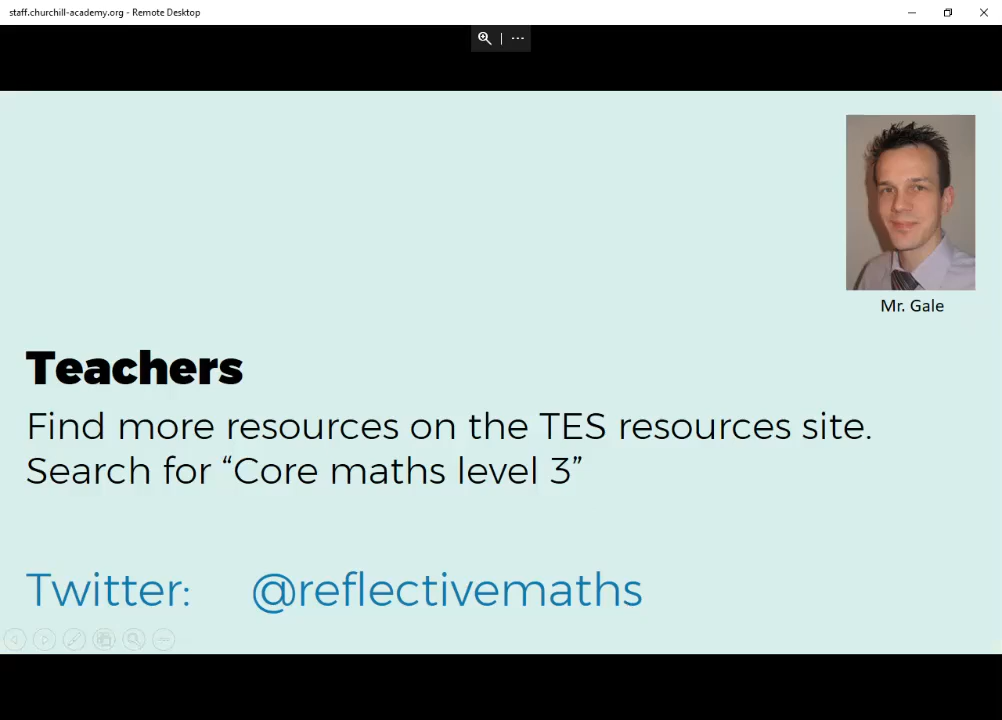 staff.churchill-academy.org - Remote Desktop
Mr. Gale
Teachers
Find more resources on the TES resources site.
Search for “Core maths level 3”
Twitter: @reflectivemaths